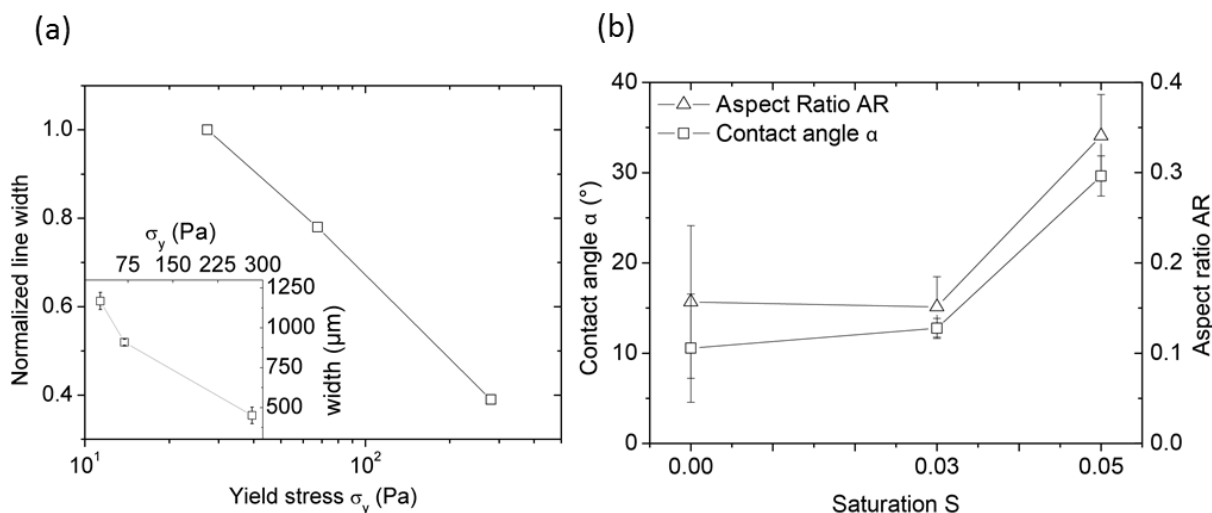 (a)
1.0
0.8
0.6
0.4
Normalized line width
σy (Pa)
75 150 225 300
1250
1000
750
500
width (µm)
10¹ 10²
Yield stress σy (Pa)
(b)
40
30
20
10
0
Contact angle α (°)
Aspect Ratio AR
Contact angle α
0.4
0.3
0.2
0.1
0.0
Aspect ratio AR
0.00 0.03 0.05
Saturation S